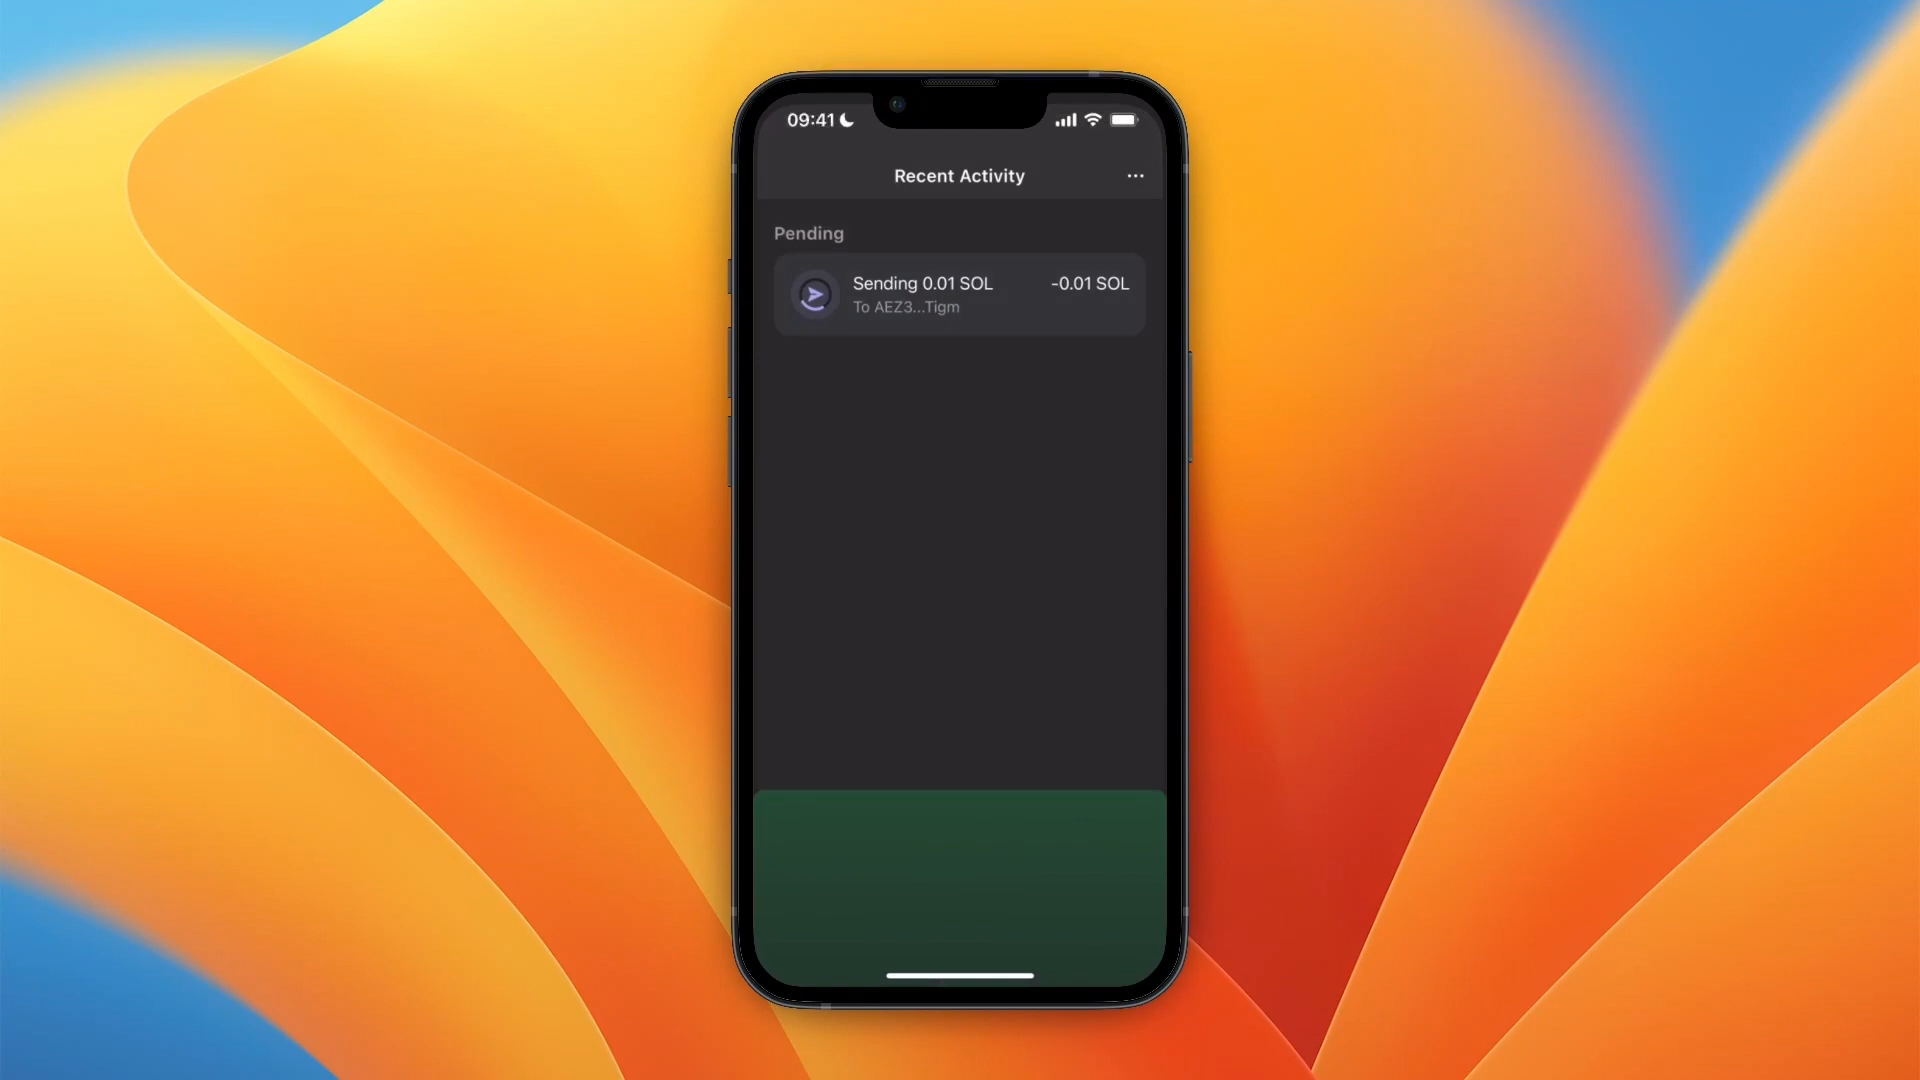 09:41
Recent Activity
Pending
Sending 0.01 SOL
-0.01 SOL
To AEZ3...Tigm